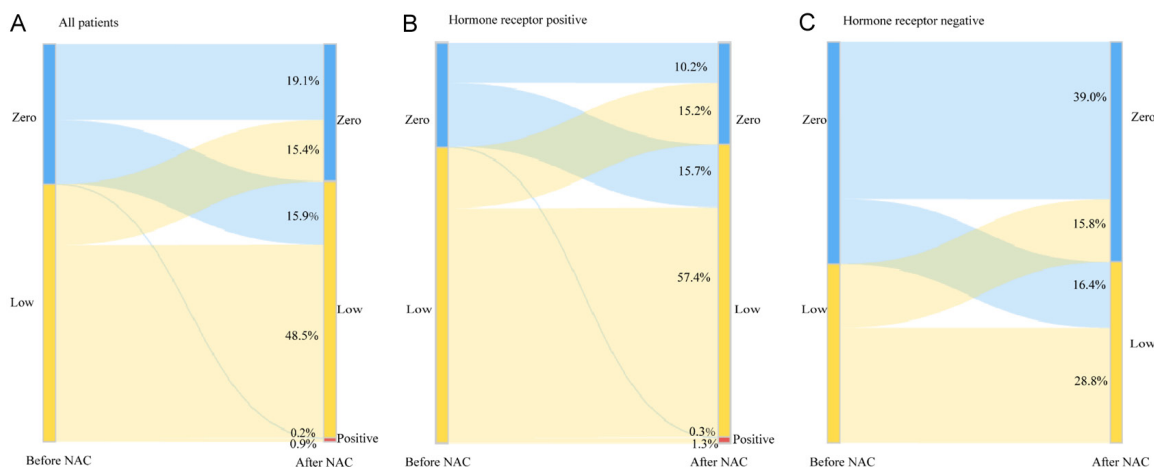 A
All patients
Zero
Low
19.1%
Zero
15.4%
15.9%
Low
48.5%
0.2%
Positive
0.9%
Before NAC
After NAC
B
Hormone receptor positive
Zero
Low
10.2%
15.2%
Zero
15.7%
57.4%
Low
0.3%
Positive
1.3%
Before NAC
After NAC
C
Hormone receptor negative
Zero
Low
39.0%
Zero
15.8%
16.4%
Low
28.8%
Before NAC
After NAC